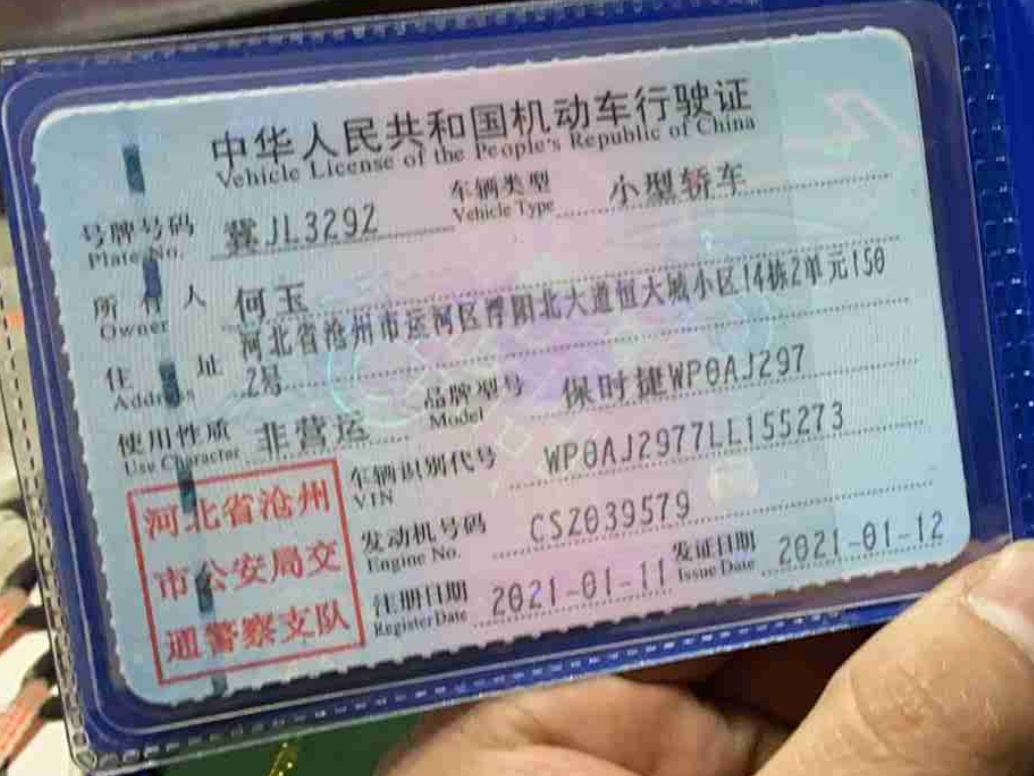 中华人民共和国机动车行驶证
Vehicle License of the People's Republic of China
号牌号码 冀JL3292 车辆类型 小型轿车
Plate No. Vehicle Type
所有人 何玉
Owner
住址 河北省沧州市运河区浮阳北大道恒大城小区14栋2单元150
Address 2号
使用性质 非营运 品牌型号 保时捷WP0AJ297
Use Character Model
车辆识别代号 WP0AJ2977LL155273
VIN
发动机号码 CSZ039579
Engine No.
注册日期 2021-01-11 发证日期 2021-01-12
Register Date Issue Date
河北省沧州
市公安局交
通警察支队